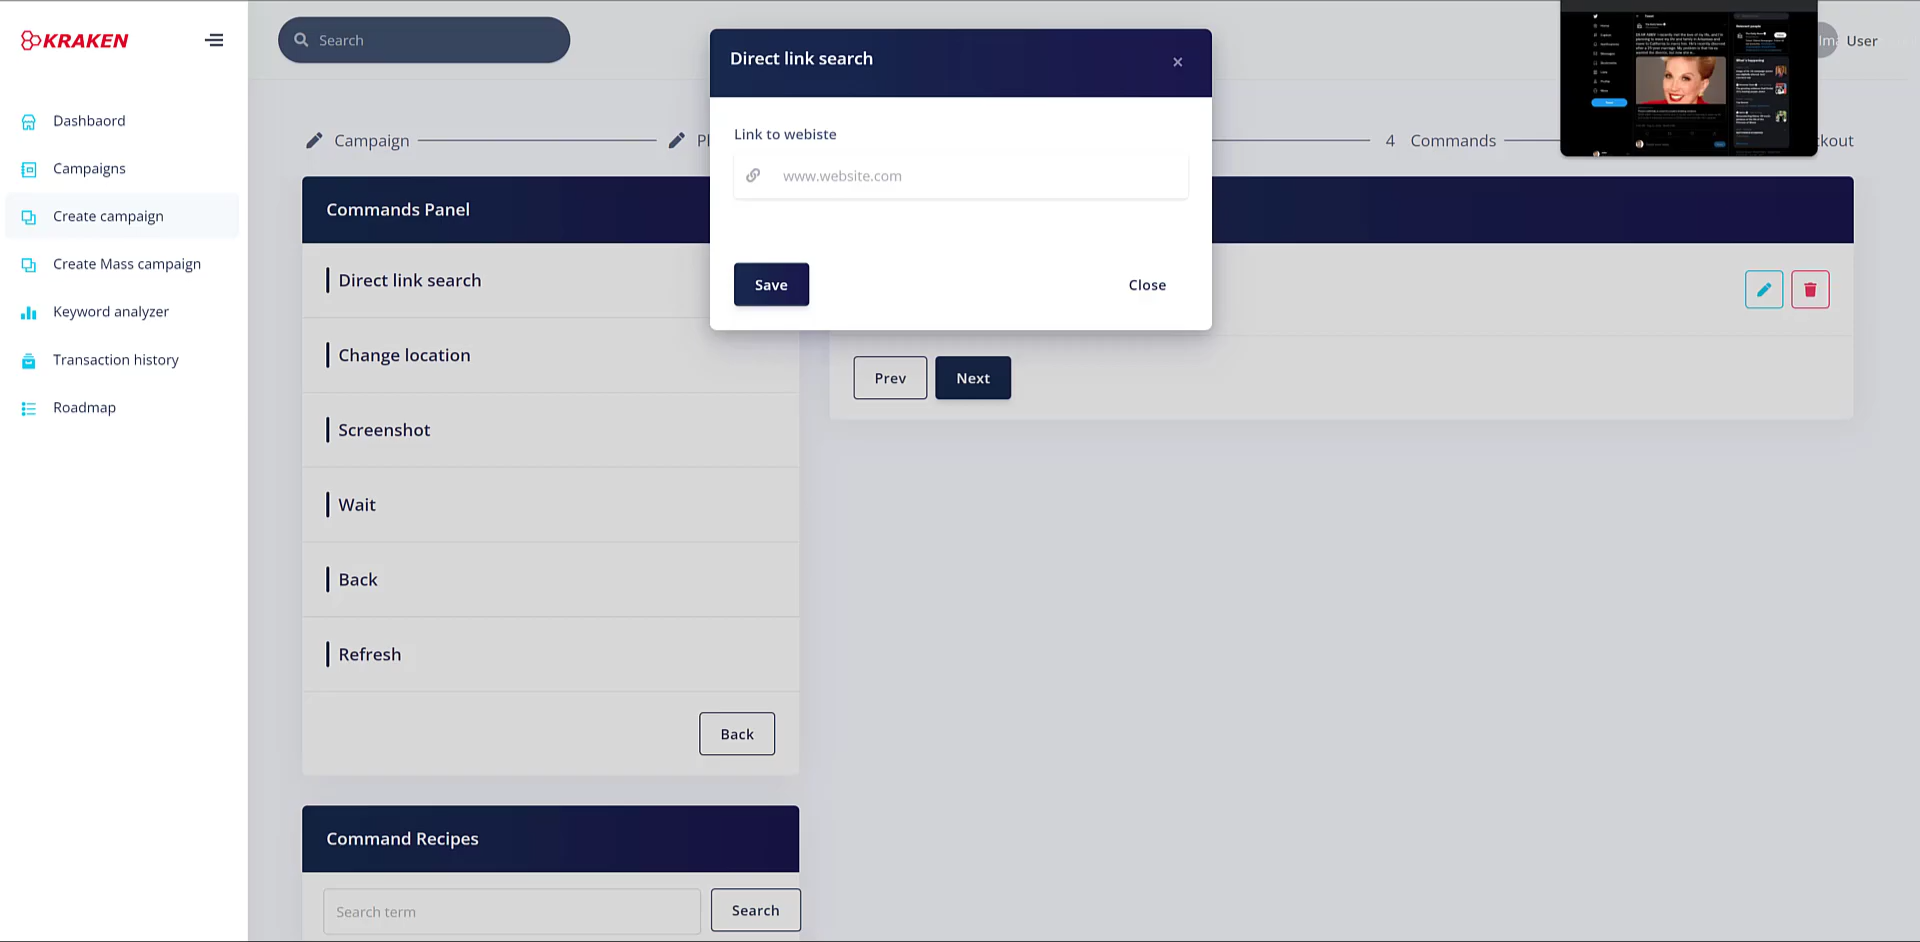 KRAKEN
Search
User
Dashbaord
Campaigns
Create campaign
Create Mass campaign
Keyword analyzer
Transaction history
Roadmap
Direct link search
×
Link to webiste
www.website.com
Save
Close
Campaign
4 Commands
Commands Panel
Direct link search
Change location
Screenshot
Wait
Back
Refresh
Back
Prev
Next
Command Recipes
Search term
Search